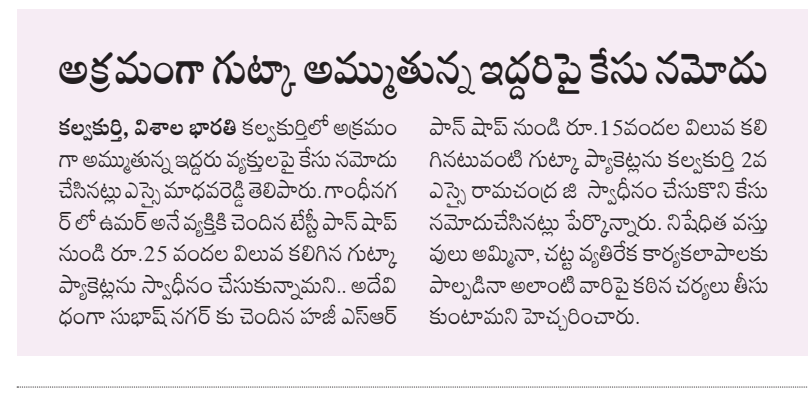 అక్రమంగా గుట్కా అమ్ముతున్న ఇద్దరిపై కేసు నమోదు
కల్వకుర్తి, విశాల భారతి కల్వకుర్తిలో అక్రమం
గా అమ్ముతున్న ఇద్దరు వ్యక్తులపై కేసు నమోదు
చేసినట్లు ఎస్సై మాధవరెడ్డి తెలిపారు. గాంధీనగ
ర్ లో ఉమర్ అనే వ్యక్తికి చెందిన టేస్టీ పాన్ షాప్
నుండి రూ.25 వందల విలువ కలిగిన గుట్కా
ప్యాకెట్లను స్వాధీనం చేసుకున్నామని.. అదేవి
ధంగా సుభాష్ నగర్ కు చెందిన హజీ ఎస్ఆర్
పాన్ షాప్ నుండి రూ.15వందల విలువ కలి
గినటువంటి గుట్కా ప్యాకెట్లను కల్వకుర్తి 2వ
ఎస్సై రామచంద్ర జి స్వాధీనం చేసుకొని కేసు
నమోదుచేసినట్లు పేర్కొన్నారు. నిషేధిత వస్తు
వులు అమ్మినా, చట్ట వ్యతిరేక కార్యకలాపాలకు
పాల్పడినా అలాంటి వారిపై కఠిన చర్యలు తీసు
కుంటామని హెచ్చరించారు.